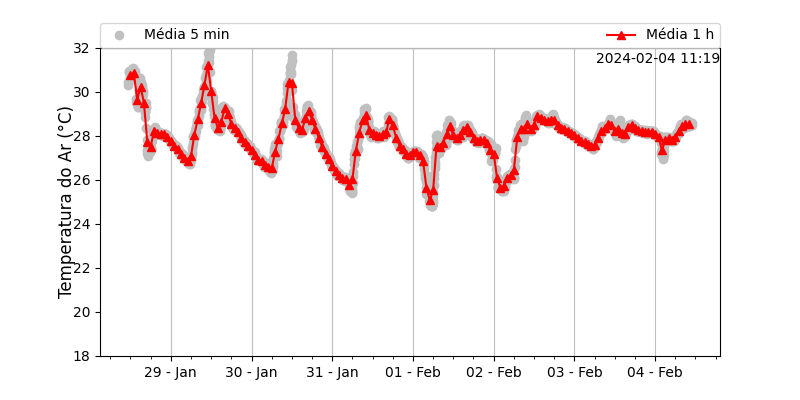 Média 5 min
Média 1 h
2024-02-04 11:19
Temperatura do Ar (°C)
32
30
28
26
24
22
20
18
29 - Jan
30 - Jan
31 - Jan
01 - Feb
02 - Feb
03 - Feb
04 - Feb